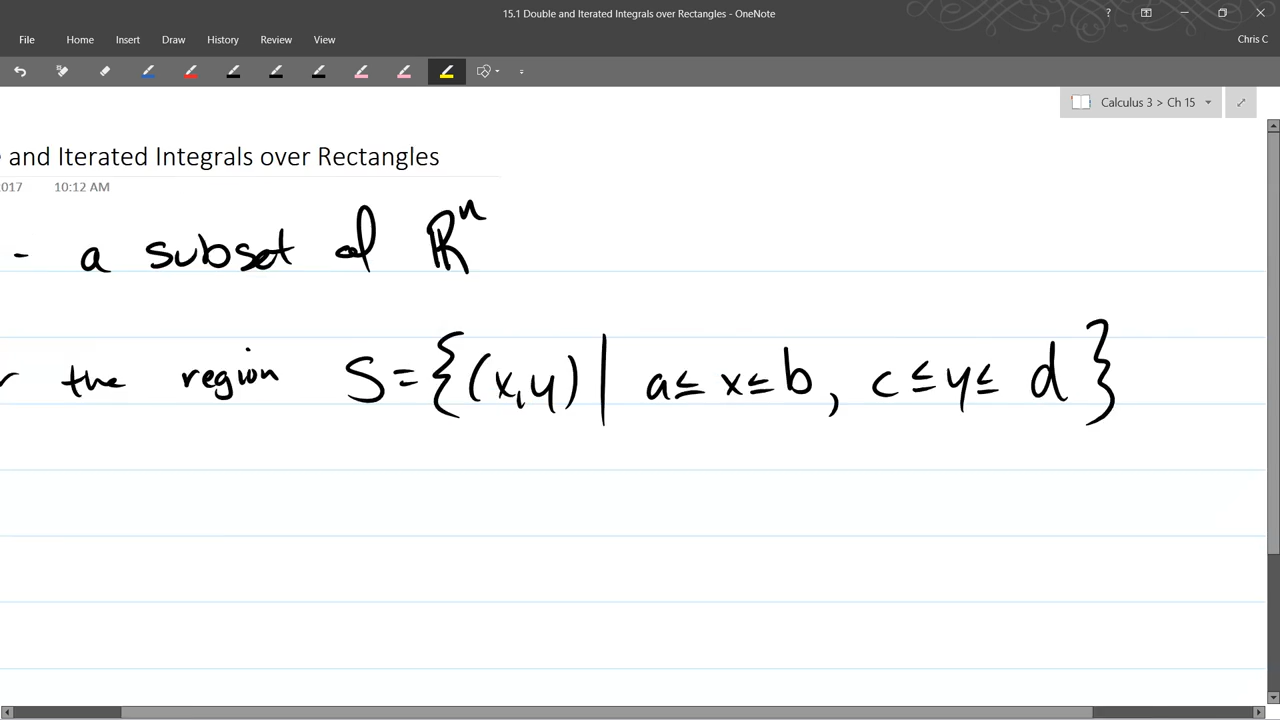 15.1 Double and Iterated Integrals over Rectangles - OneNote
?
File Home Insert Draw History Review View
Chris C
Calculus 3 > Ch 15
and Iterated Integrals over Rectangles
2017 10:12 AM
- a subset of ℝⁿ
r the region S = {(x,y) | a ≤ x ≤ b, c ≤ y ≤ d}